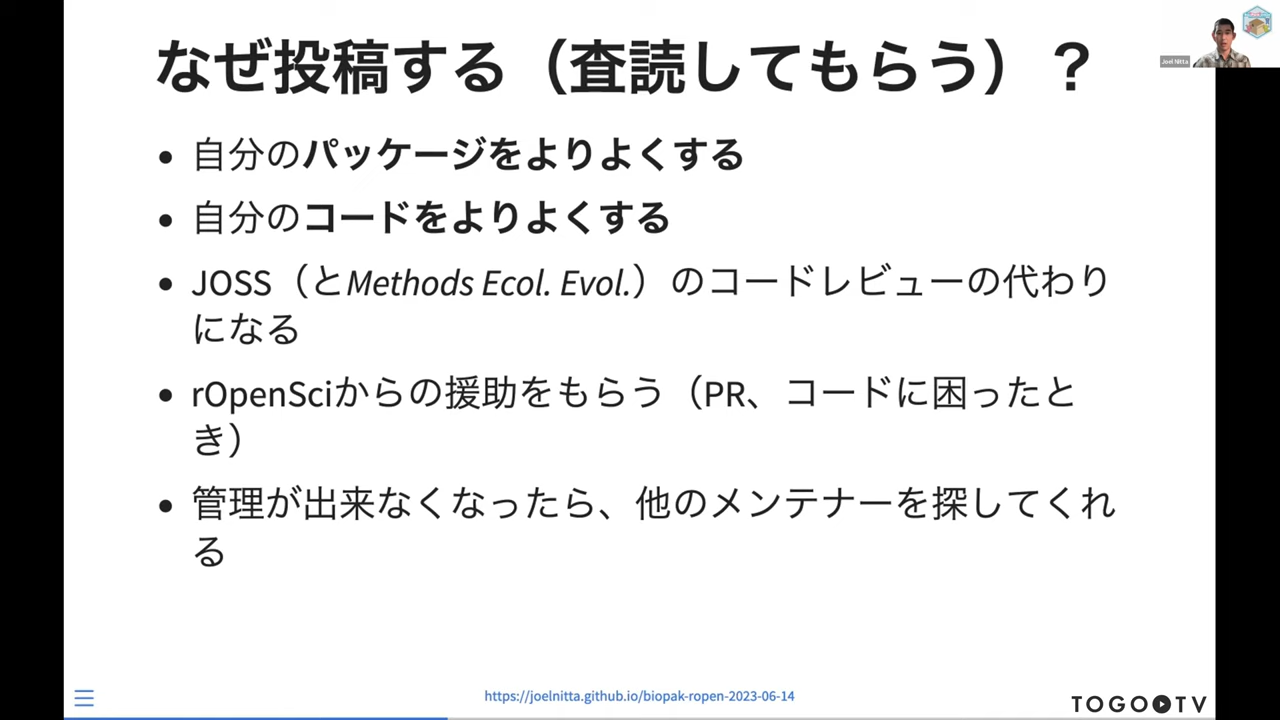 なぜ投稿する（査読してもらう）？
Joel Nitta
• 自分のパッケージをよりよくする
• 自分のコードをよりよくする
• JOSS（とMethods Ecol. Evol.）のコードレビューの代わり
になる
• rOpenSciからの援助をもらう（PR、コードに困ったと
き）
• 管理が出来なくなったら、他のメンテナーを探してくれ
る
https://joelnitta.github.io/biopak-ropen-2023-06-14
TOGOTV